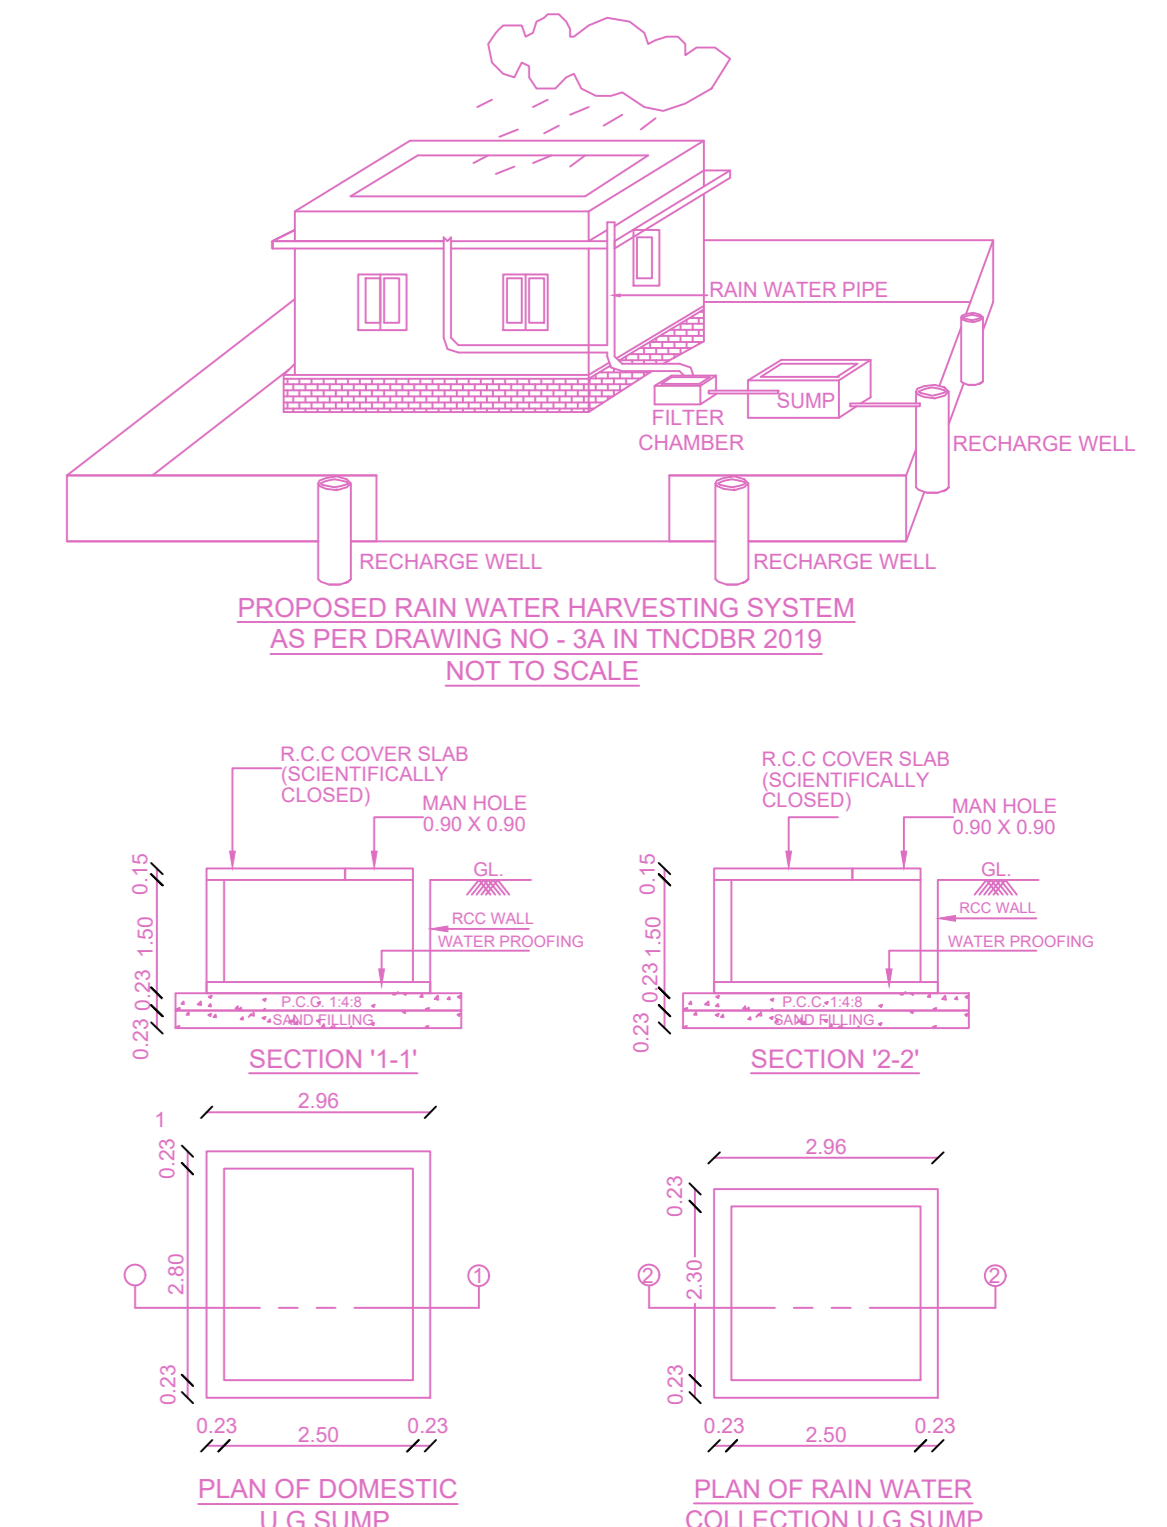 RAIN WATER PIPE
SUMP
FILTER
CHAMBER
RECHARGE WELL
RECHARGE WELL
RECHARGE WELL
PROPOSED RAIN WATER HARVESTING SYSTEM
AS PER DRAWING NO - 3A IN TNCDBR 2019
NOT TO SCALE
R.C.C COVER SLAB
(SCIENTIFICALLY
CLOSED)
MAN HOLE
0.90 X 0.90
0.15
GL.
1.50
RCC WALL
WATER PROOFING
0.23
P.C.C. 1:4:8
0.23
SAND FILLING
SECTION '1-1'
R.C.C COVER SLAB
(SCIENTIFICALLY
CLOSED)
MAN HOLE
0.90 X 0.90
0.15
GL.
RCC WALL
1.50
WATER PROOFING
0.23
P.C.C. 1:4:8
0.23
SAND FILLING
SECTION '2-2'
2.96
1
0.23
2.80
1
0.23
0.23
2.50
0.23
PLAN OF DOMESTIC
U.G SUMP
2.96
0.23
2
2.30
2
0.23
0.23
2.50
0.23
PLAN OF RAIN WATER
COLLECTION U.G SUMP